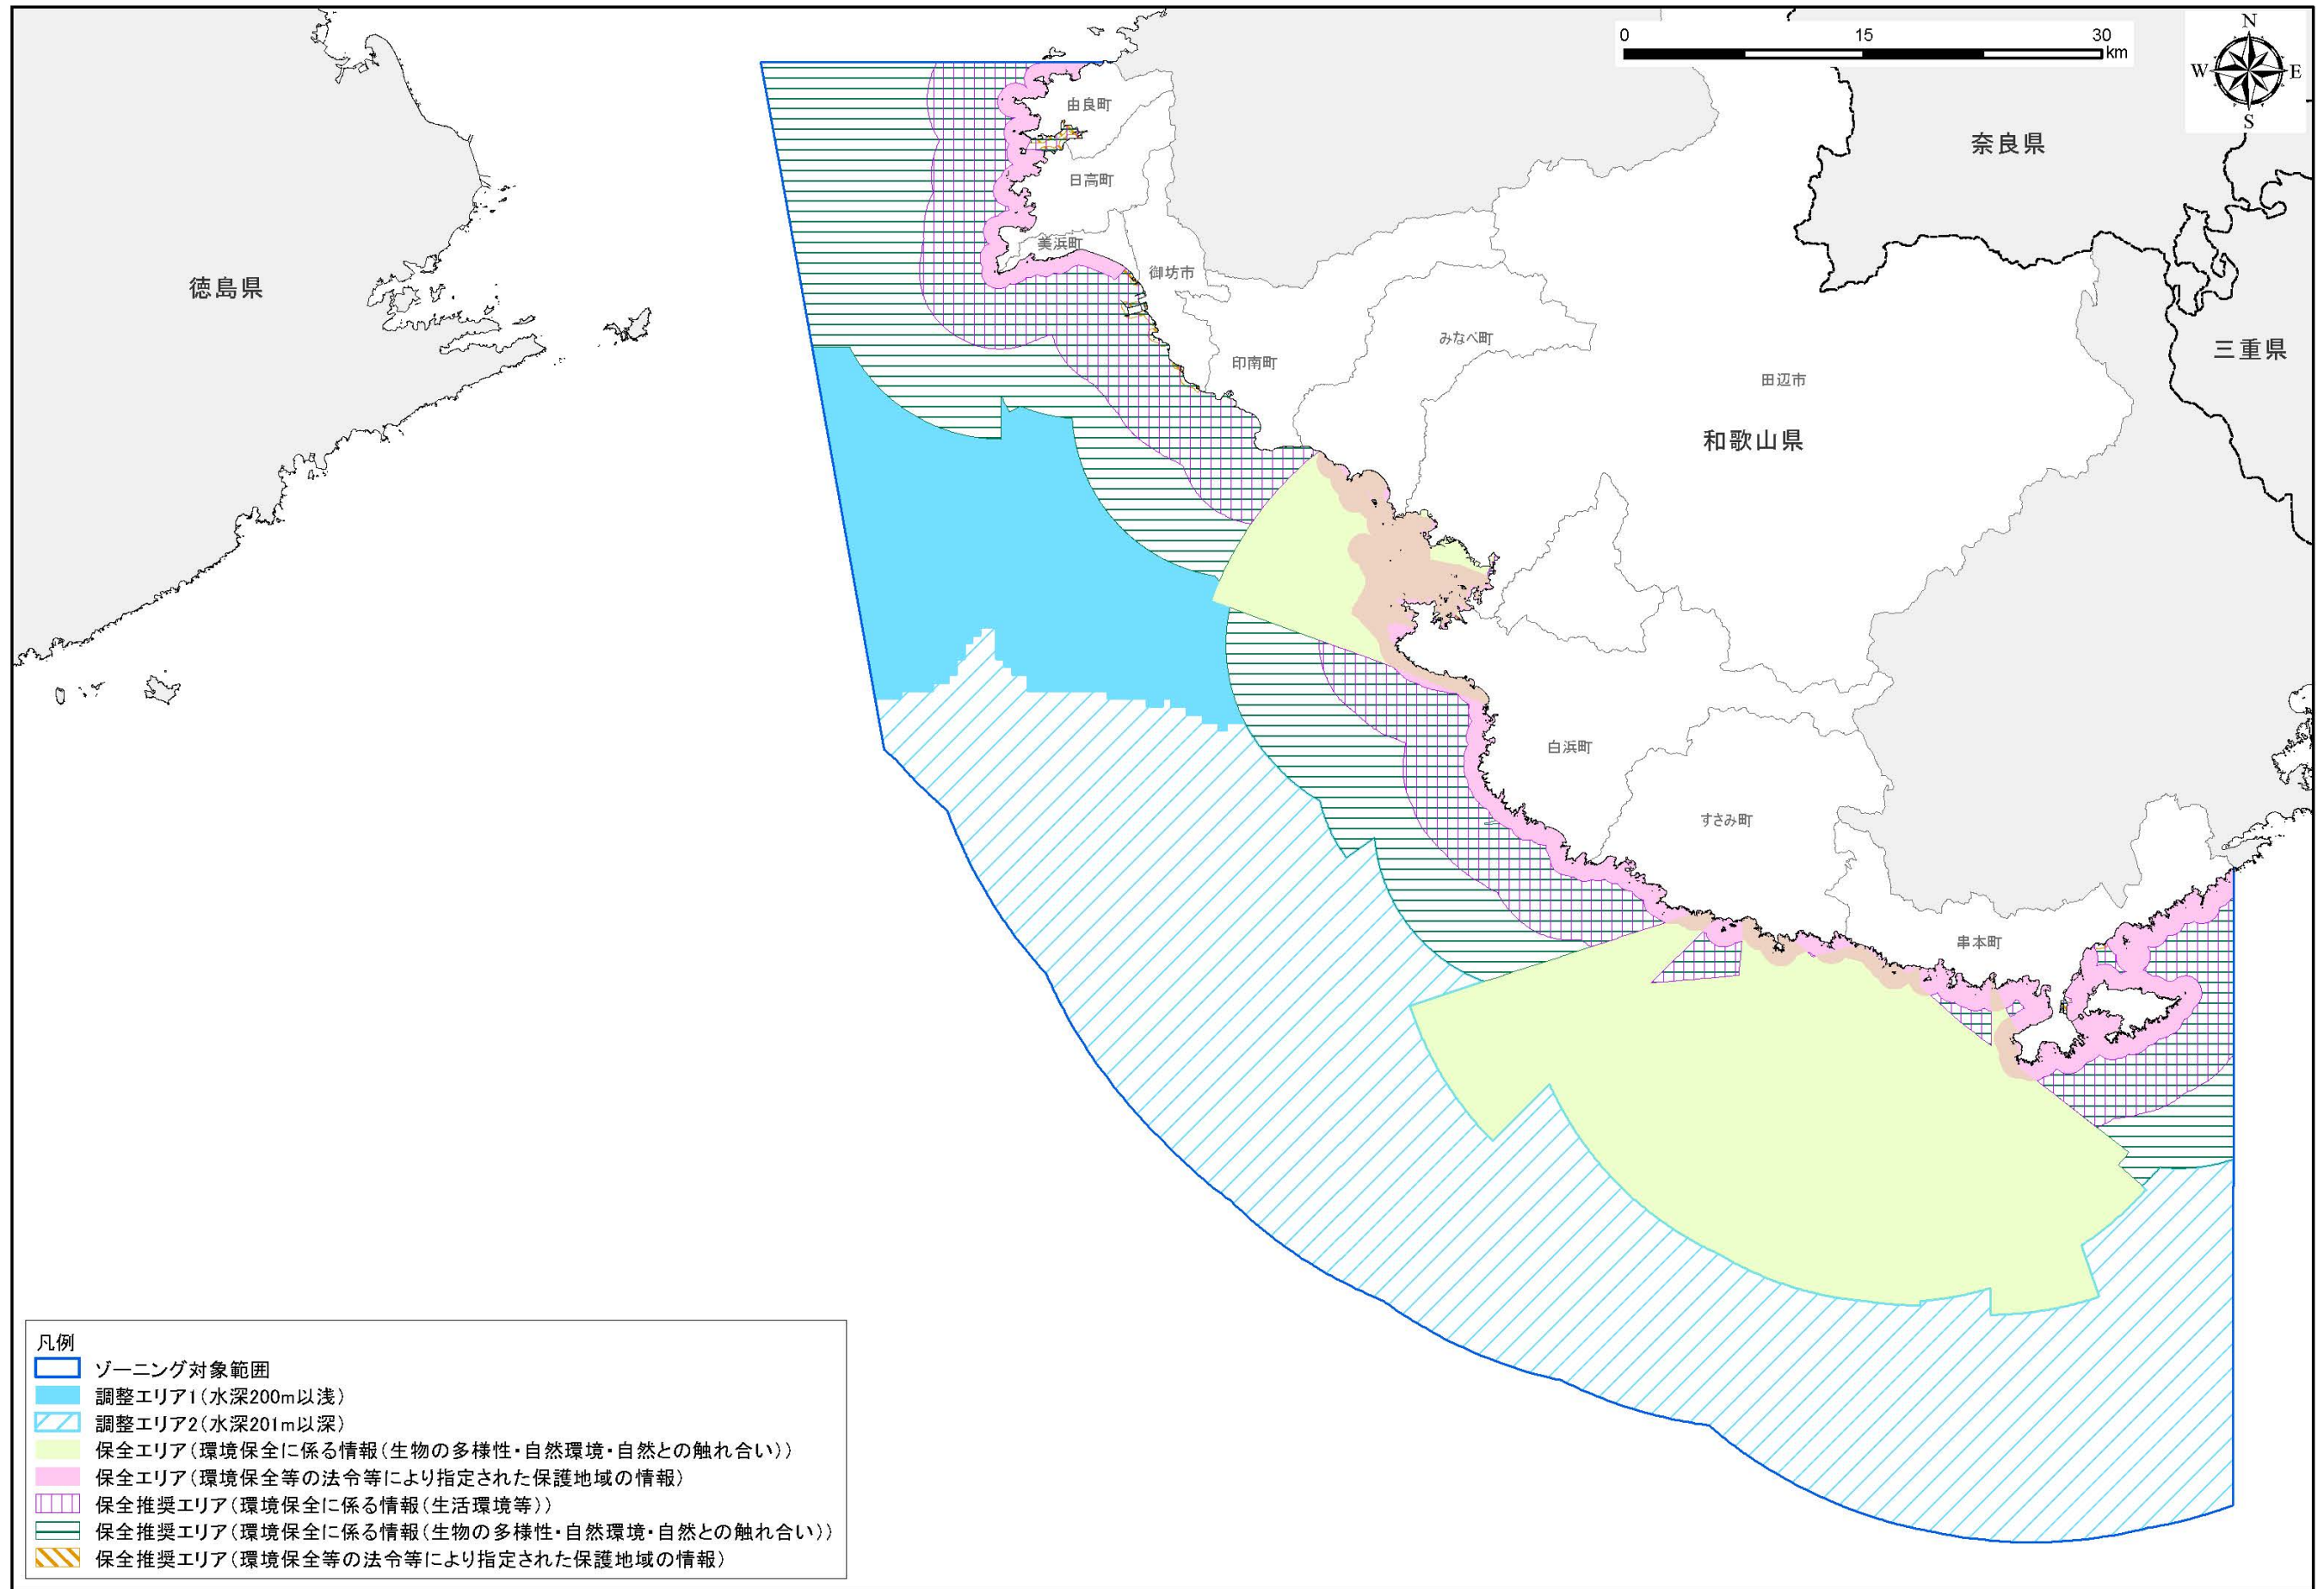 0 15 30
km
N
W E
S
由良町
奈良県
日高町
美浜町
御坊市
徳島県
みなべ町
三重県
印南町
田辺市
和歌山県
白浜町
すさみ町
串本町
凡例
ゾーニング対象範囲
調整エリア1(水深200m以浅)
調整エリア2(水深201m以深)
保全エリア(環境保全に係る情報(生物の多様性・自然環境・自然との触れ合い))
保全エリア(環境保全等の法令等により指定された保護地域の情報)
保全推奨エリア(環境保全に係る情報(生活環境等))
保全推奨エリア(環境保全に係る情報(生物の多様性・自然環境・自然との触れ合い))
保全推奨エリア(環境保全等の法令等により指定された保護地域の情報)